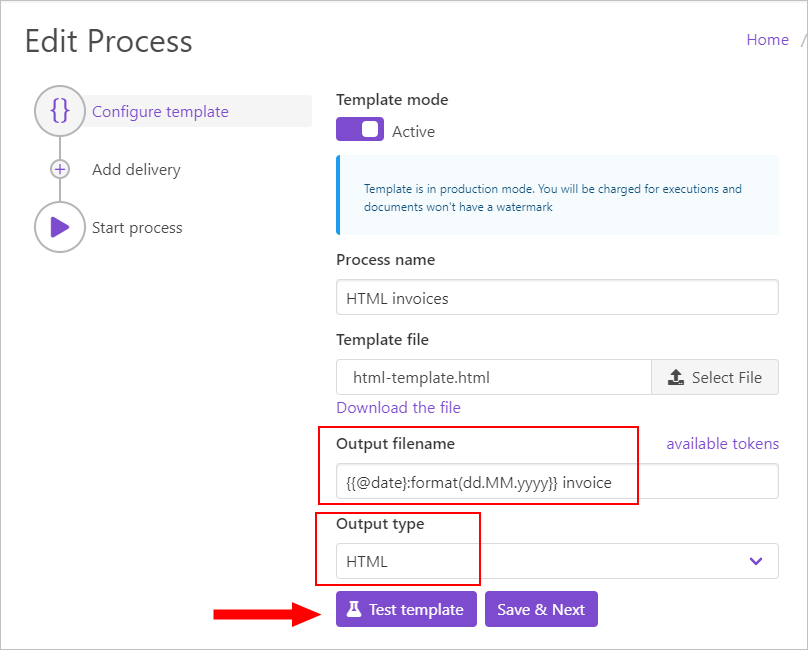 Edit Process
Home /
{} Configure template
+ Add delivery
Start process
Template mode
Active
Template is in production mode. You will be charged for executions and
documents won't have a watermark
Process name
HTML invoices
Template file
html-template.html
Select File
Download the file
Output filename
available tokens
{{@date}:format(dd.MM.yyyy}} invoice
Output type
HTML
Test template
Save & Next